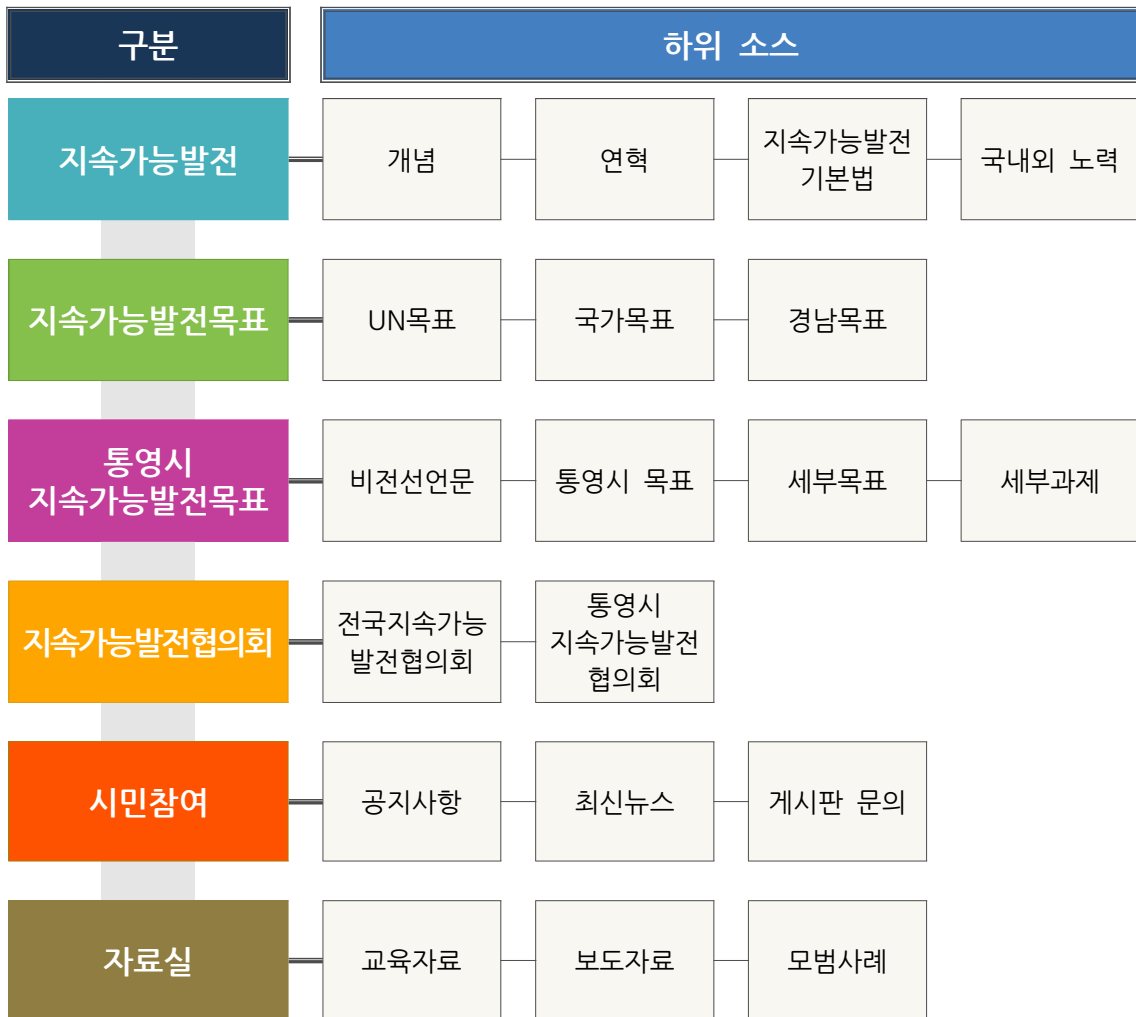 구분
하위 소스
지속가능발전
개념
연혁
지속가능발전
기본법
국내외 노력
지속가능발전목표
UN목표
국가목표
경남목표
통영시
지속가능발전목표
비전선언문
통영시 목표
세부목표
세부과제
지속가능발전협의회
전국지속가능
발전협의회
통영시
지속가능발전
협의회
시민참여
공지사항
최신뉴스
게시판 문의
자료실
교육자료
보도자료
모범사례